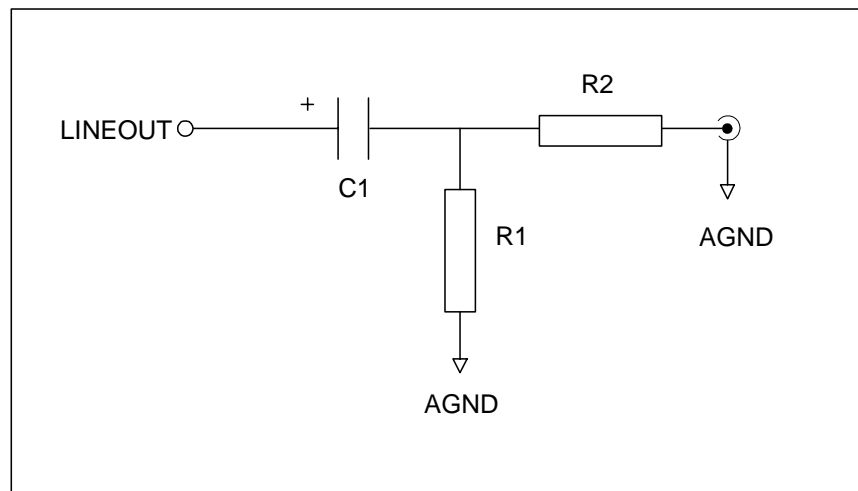 R2
+
LINEOUT
C1
R1
AGND
AGND